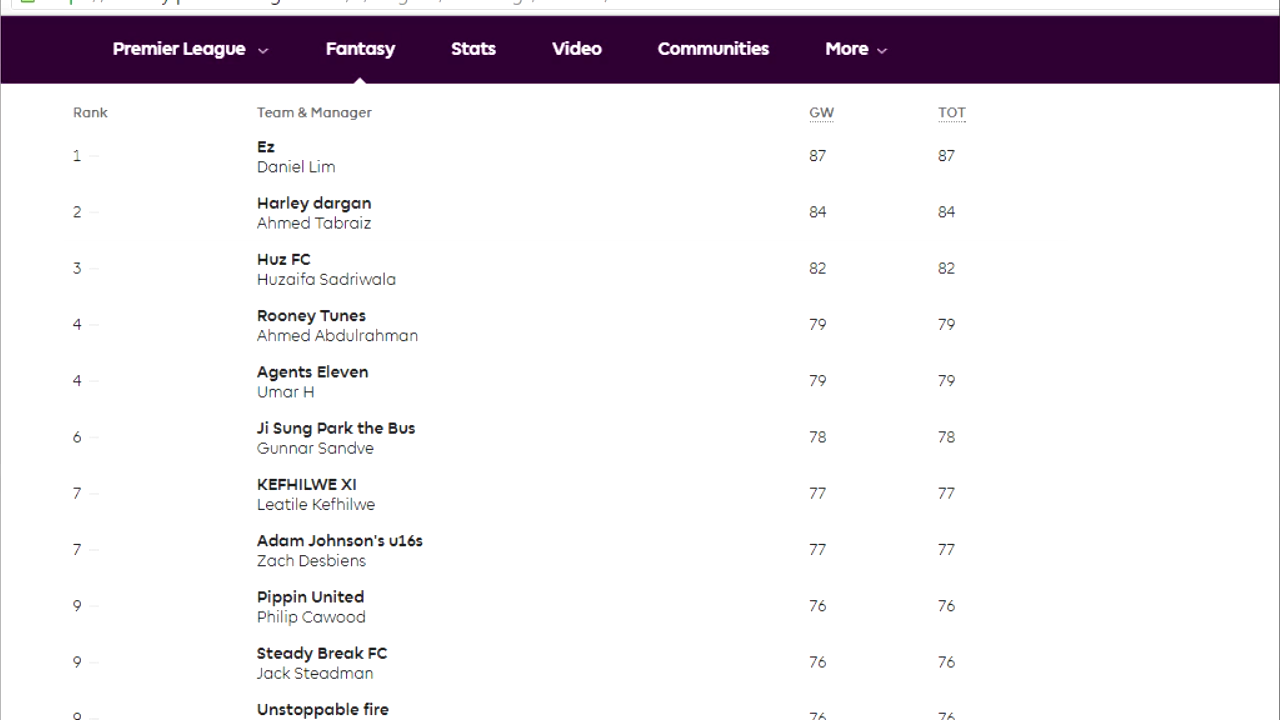 Premier League Fantasy Stats Video Communities More
Rank Team & Manager GW TOT
Ez
1 87 87
Daniel Lim
Harley dargan
2 84 84
Ahmed Tabraiz
Huz FC
3 82 82
Huzaifa Sadriwala
Rooney Tunes
4 79 79
Ahmed Abdulrahman
Agents Eleven
4 79 79
Umar H
Ji Sung Park the Bus
6 78 78
Gunnar Sandve
KEFHILWE XI
7 77 77
Leatile Kefhilwe
Adam Johnson's u16s
7 77 77
Zach Desbiens
Pippin United
9 76 76
Philip Cawood
Steady Break FC
9 76 76
Jack Steadman
Unstoppable fire
9 76 76